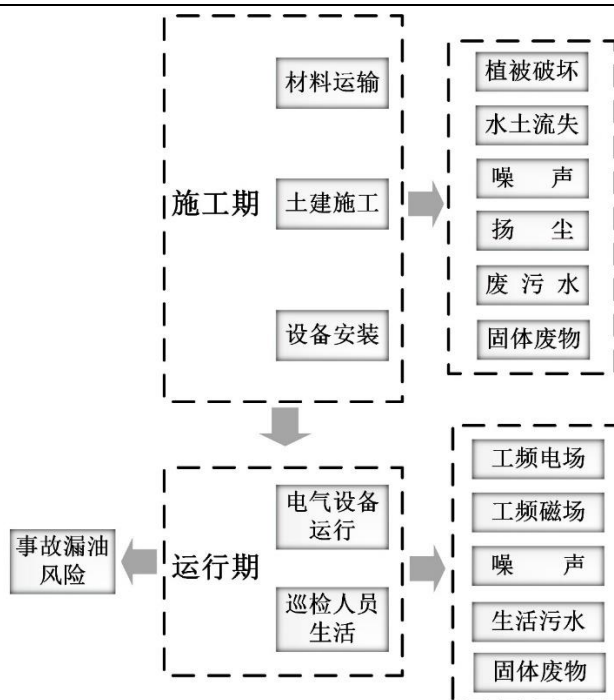 材料运输
施工期
土建施工
设备安装
植被破坏
水土流失
噪 声
扬 尘
废 污 水
固体废物
事故漏油
风险
运行期
电气设备
运行
巡检人员
生活
工频电场
工频磁场
噪 声
生活污水
固体废物